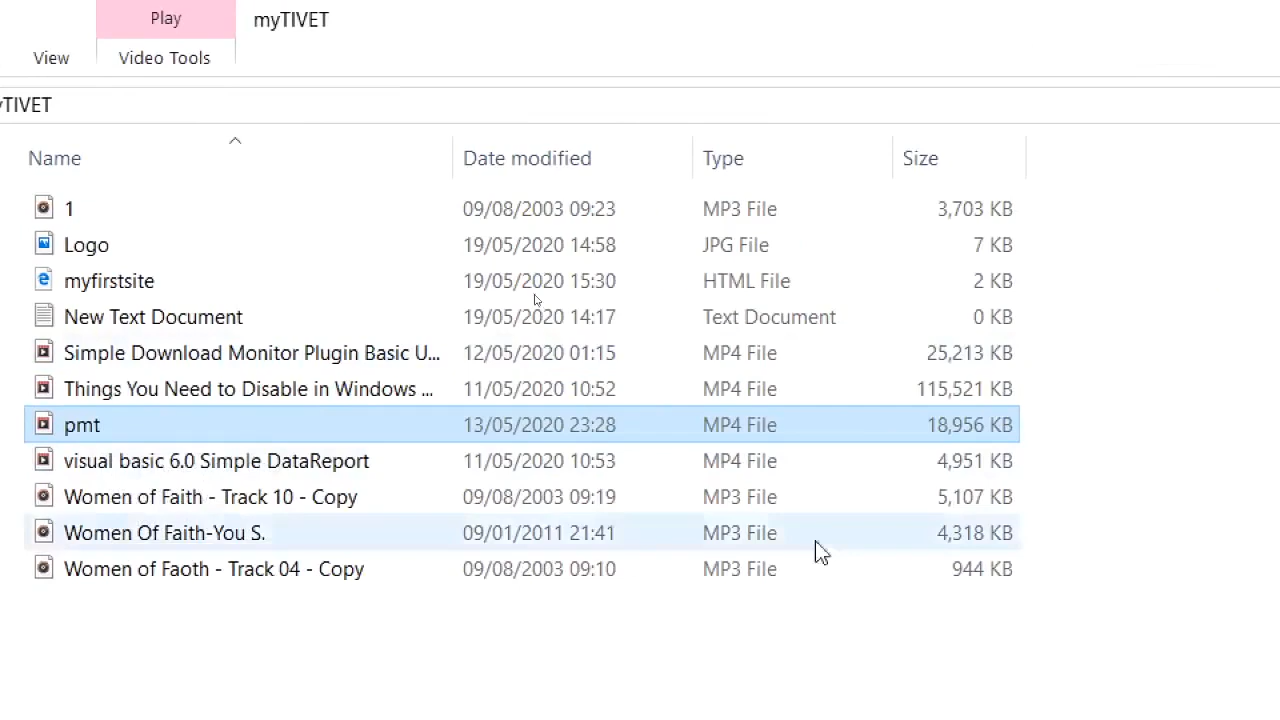 Play myTIVET
View Video Tools
yTIVET
Name Date modified Type Size
1 09/08/2003 09:23 MP3 File 3,703 KB
Logo 19/05/2020 14:58 JPG File 7 KB
myfirstsite 19/05/2020 15:30 HTML File 2 KB
New Text Document 19/05/2020 14:17 Text Document 0 KB
Simple Download Monitor Plugin Basic U... 12/05/2020 01:15 MP4 File 25,213 KB
Things You Need to Disable in Windows ... 11/05/2020 10:52 MP4 File 115,521 KB
pmt 13/05/2020 23:28 MP4 File 18,956 KB
visual basic 6.0 Simple DataReport 11/05/2020 10:53 MP4 File 4,951 KB
Women of Faith - Track 10 - Copy 09/08/2003 09:19 MP3 File 5,107 KB
Women Of Faith-You S. 09/01/2011 21:41 MP3 File 4,318 KB
Women of Faoth - Track 04 - Copy 09/08/2003 09:10 MP3 File 944 KB